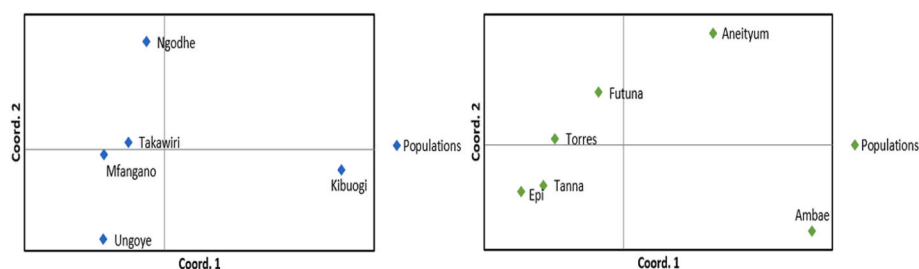 Coord. 2
Ngodhe
Takawiri
Mfangano
Kibuogi
Ungoye
Populations
Coord. 1
Coord. 2
Aneityum
Futuna
Torres
Tanna
Epi
Ambae
Populations
Coord. 1